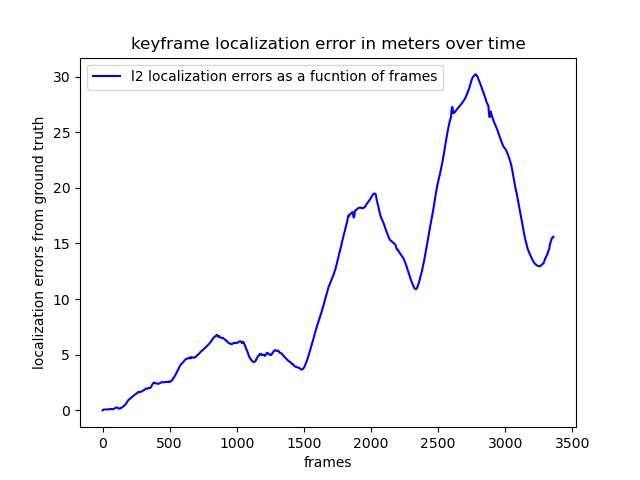 keyframe localization error in meters over time
l2 localization errors as a fucntion of frames
localization errors from ground truth
30
25
20
15
10
5
0
0 500 1000 1500 2000 2500 3000 3500
frames